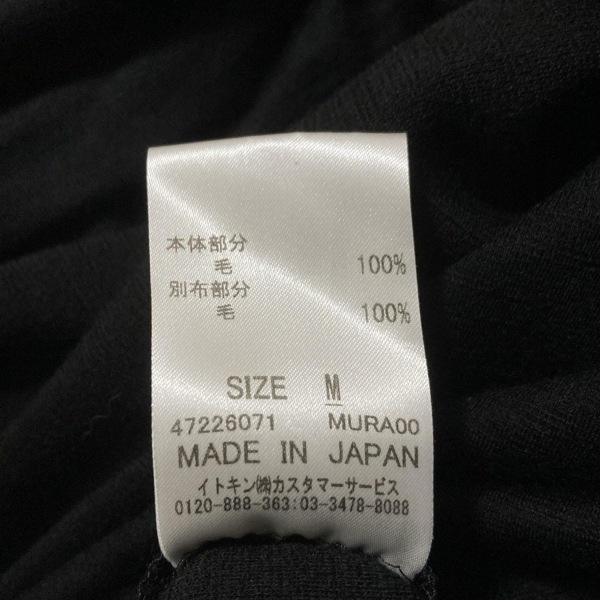 本体部分
毛 100%
別布部分
毛 100%
SIZE M
47226071 MURA00
MADE IN JAPAN
イトキン㈱カスタマーサービス
0120-888-363:03-3478-8088